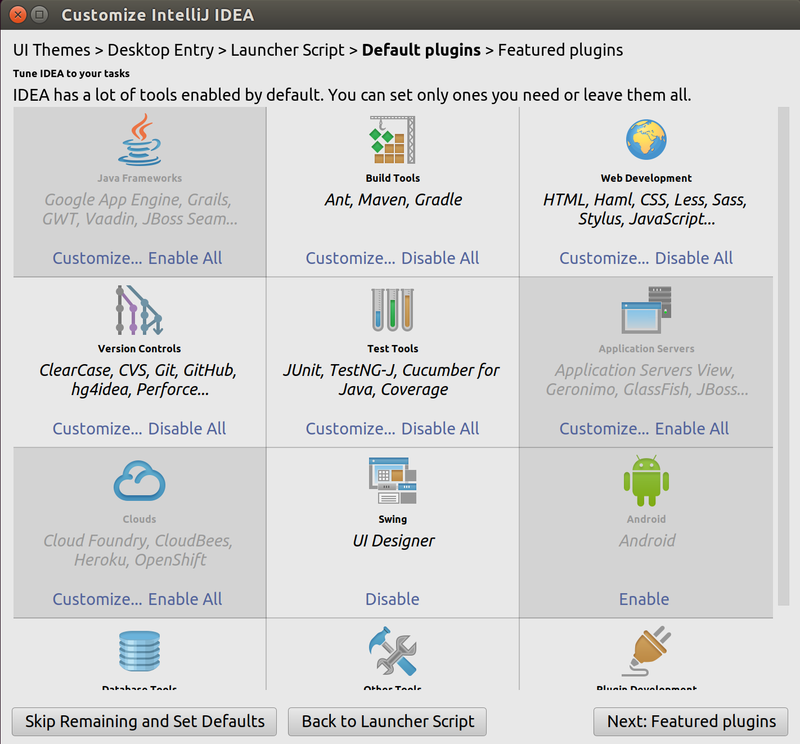 Customize IntelliJ IDEA
UI Themes > Desktop Entry > Launcher Script > Default plugins > Featured plugins
Tune IDEA to your tasks
IDEA has a lot of tools enabled by default. You can set only ones you need or leave them all.
Java Frameworks
Google App Engine, Grails,
GWT, Vaadin, JBoss Seam...
Customize... Enable All
Build Tools
Ant, Maven, Gradle
Customize... Disable All
Web Development
HTML, Haml, CSS, Less, Sass,
Stylus, JavaScript...
Customize... Disable All
Version Controls
ClearCase, CVS, Git, GitHub,
hg4idea, Perforce...
Customize... Disable All
Test Tools
JUnit, TestNG-J, Cucumber for
Java, Coverage
Customize... Disable All
Application Servers
Application Servers View,
Geronimo, GlassFish, JBoss...
Customize... Enable All
Clouds
Cloud Foundry, CloudBees,
Heroku, OpenShift
Customize... Enable All
Swing
UI Designer
Disable
Android
Android
Enable
Database Tools
Other Tools
Plugin Development
Skip Remaining and Set Defaults
Back to Launcher Script
Next: Featured plugins